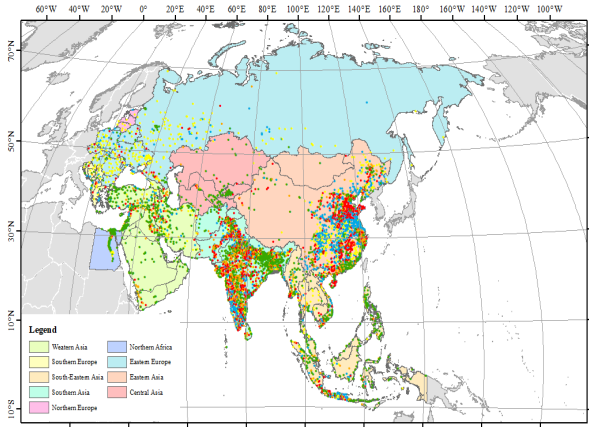 60°W 40°W 20°W 0° 20°E 40°E 60°E 80°E 100°E 120°E 140°E 160°E 180° 160°W 140°W 120°W 100°W
70°N
50°N
30°N
10°N
10°S
Legend
Weatern Asia Northern Africa
Southern Europe Eastern Europe
South-Eastern Asia Eastern Asia
Southern Asia Central Asia
Northern Europe